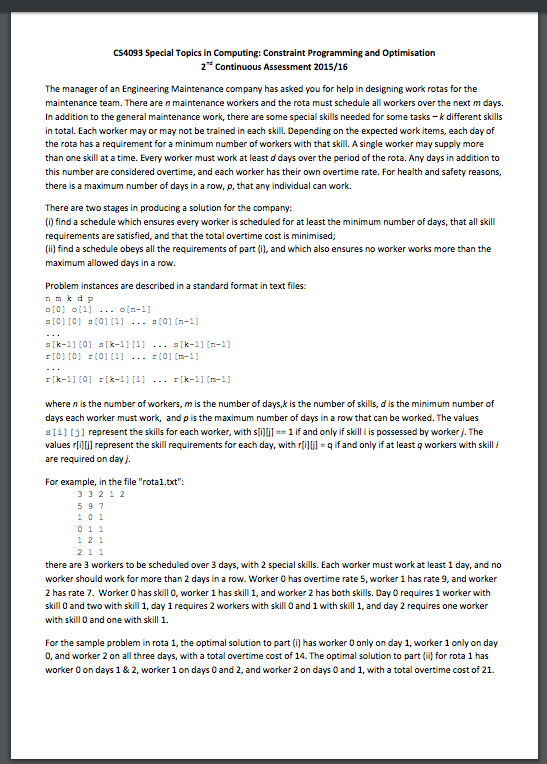 CS4093 Special Topics in Computing: Constraint Programming and Optimisation
2nd Continuous Assessment 2015/16
The manager of an Engineering Maintenance company has asked you for help in designing work rotas for the
maintenance team. There are n maintenance workers and the rota must schedule all workers over the next m days.
In addition to the general maintenance work, there are some special skills needed for some tasks – k different skills
in total. Each worker may or may not be trained in each skill. Depending on the expected work items, each day of
the rota has a requirement for a minimum number of workers with that skill. A single worker may supply more
than one skill at a time. Every worker must work at least d days over the period of the rota. Any days in addition to
this number are considered overtime, and each worker has their own overtime rate. For health and safety reasons,
there is a maximum number of days in a row, p, that any individual can work.
There are two stages in producing a solution for the company:
(i) find a schedule which ensures every worker is scheduled for at least the minimum number of days, that all skill
requirements are satisfied, and that the total overtime cost is minimised;
(ii) find a schedule obeys all the requirements of part (i), and which also ensures no worker works more than the
maximum allowed days in a row.
Problem instances are described in a standard format in text files:
n m k d p
o[0] o[1] ... o[n-1]
s[0][0] s[0][1] ... s[0][n-1]
...
s[k-1][0] s[k-1][1] ... s[k-1][n-1]
r[0][0] r[0][1] ... r[0][m-1]
...
r[k-1][0] r[k-1][1] ... r[k-1][m-1]
where n is the number of workers, m is the number of days,k is the number of skills, d is the minimum number of
days each worker must work, and p is the maximum number of days in a row that can be worked. The values
s[i][j] represent the skills for each worker, with s[i][j] == 1 if and only if skill i is possessed by worker j. The
values r[i][j] represent the skill requirements for each day, with r[i][j] = q if and only if at least q workers with skill i
are required on day j.
For example, in the file "rota1.txt":
3 3 2 1 2
5 9 7
1 0 1
0 1 1
1 2 1
2 1 1
there are 3 workers to be scheduled over 3 days, with 2 special skills. Each worker must work at least 1 day, and no
worker should work for more than 2 days in a row. Worker 0 has overtime rate 5, worker 1 has rate 9, and worker
2 has rate 7. Worker 0 has skill 0, worker 1 has skill 1, and worker 2 has both skills. Day 0 requires 1 worker with
skill 0 and two with skill 1, day 1 requires 2 workers with skill 0 and 1 with skill 1, and day 2 requires one worker
with skill 0 and one with skill 1.
For the sample problem in rota 1, the optimal solution to part (i) has worker 0 only on day 1, worker 1 only on day
0, and worker 2 on all three days, with a total overtime cost of 14. The optimal solution to part (ii) for rota 1 has
worker 0 on days 1 & 2, worker 1 on days 0 and 2, and worker 2 on days 0 and 1, with a total overtime cost of 21.